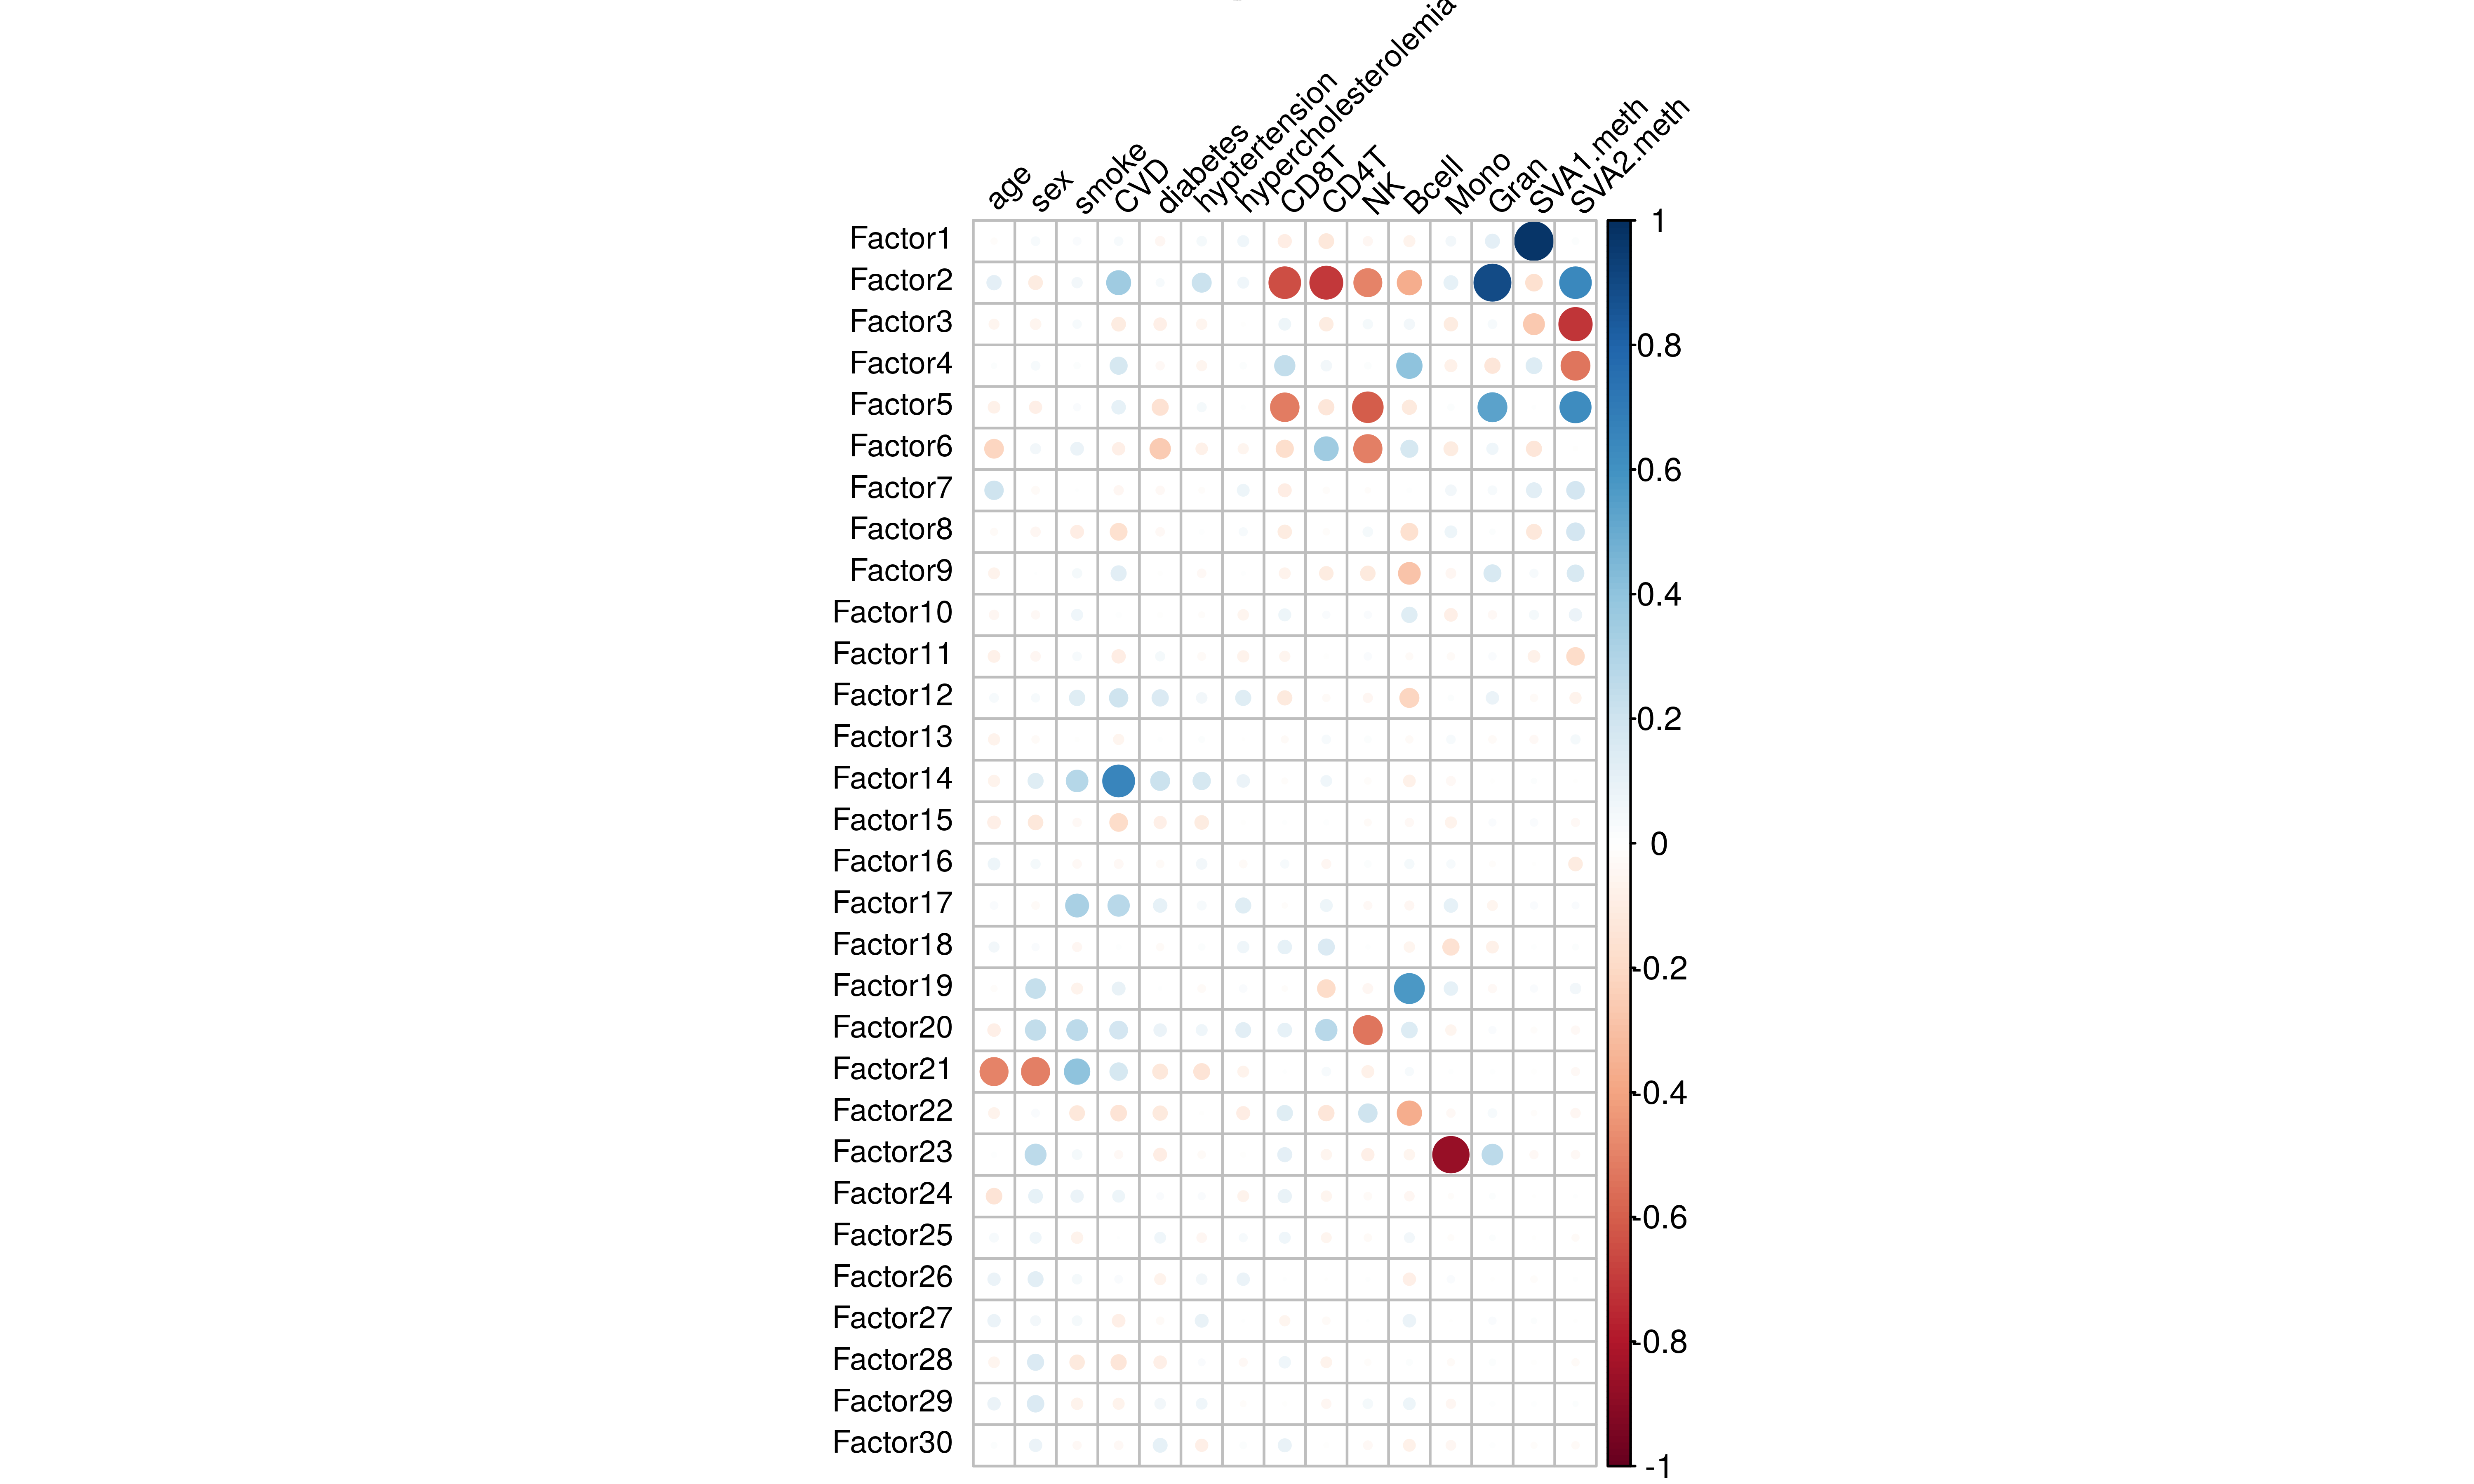 age
sex
smoke
CVD
diabetes
hyptertension
hypercholesterolemia
CD8T
CD4T
NK
Bcell
Mono
Gran
SVA1.meth
SVA2.meth
Factor1
Factor2
Factor3
Factor4
Factor5
Factor6
Factor7
Factor8
Factor9
Factor10
Factor11
Factor12
Factor13
Factor14
Factor15
Factor16
Factor17
Factor18
Factor19
Factor20
Factor21
Factor22
Factor23
Factor24
Factor25
Factor26
Factor27
Factor28
Factor29
Factor30
1
0.8
0.6
0.4
0.2
0
-0.2
-0.4
-0.6
-0.8
-1